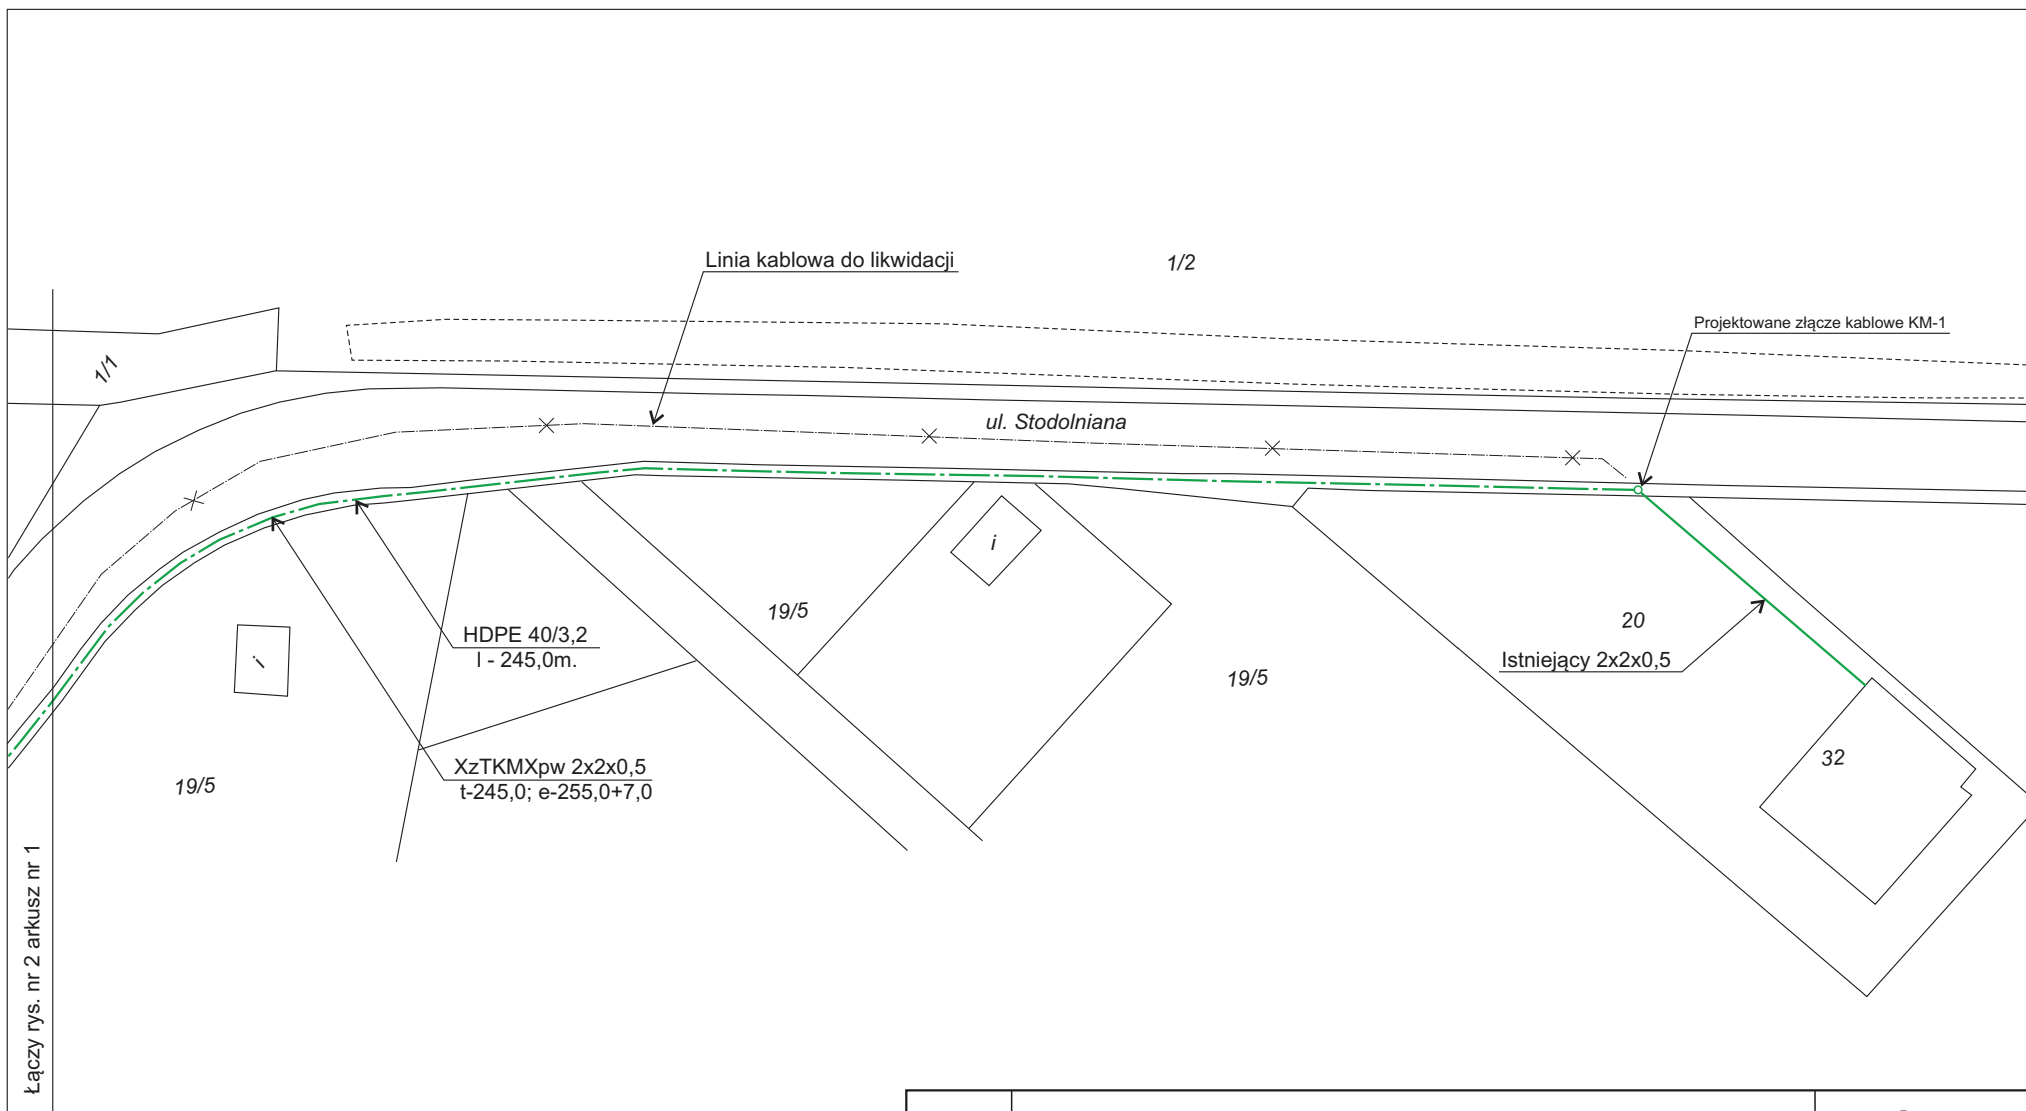 Linia kablowa do likwidacji
1/2
Projektowane złącze kablowe KM-1
1/1
ul. Stodolniana
i
19/5
HDPE 40/3,2
l - 245,0m.
20
i
Istniejący 2x2x0,5
19/5
32
XzTKMXpw 2x2x0,5
t-245,0; e-255,0+7,0
19/5
Łączy rys. nr 2 arkusz nr 1